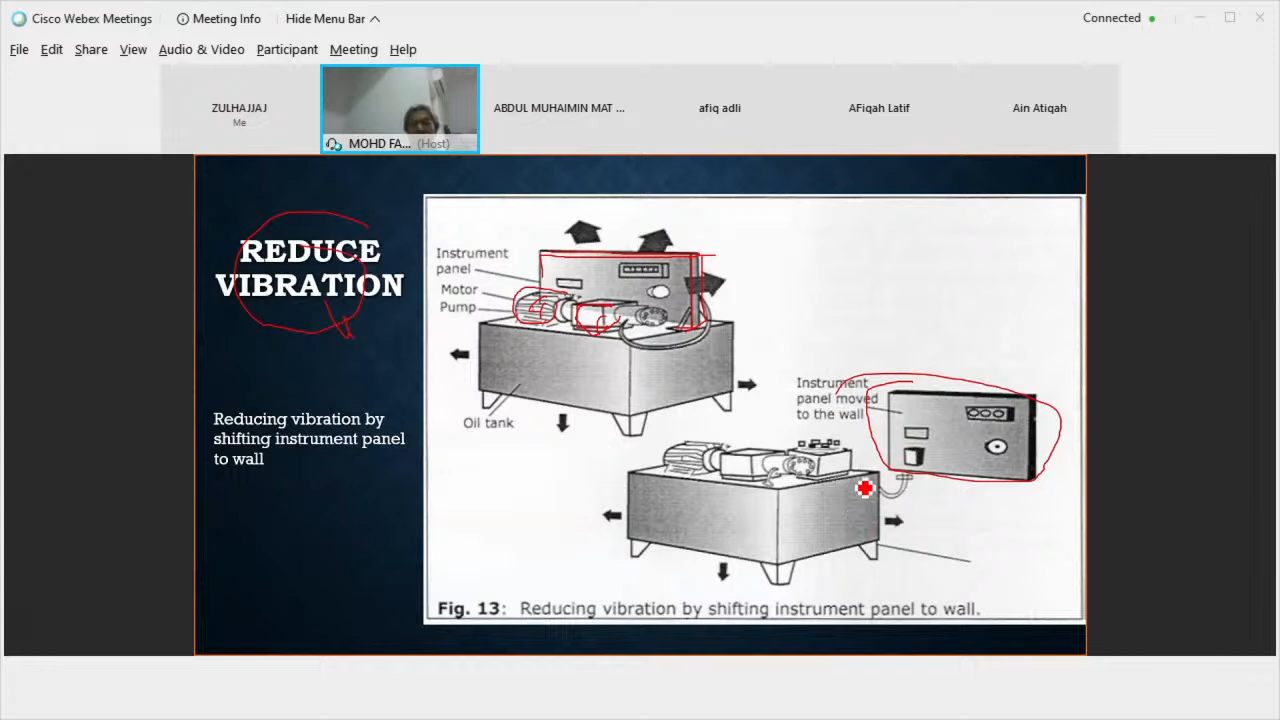 Cisco Webex Meetings
Meeting Info
Hide Menu Bar
Connected
File Edit Share View Audio & Video Participant Meeting Help
ZULHAJJAJ
Me
MOHD FA... (Host)
ABDUL MUHAIMIN MAT ...
afiq adli
AFiqah Latif
Ain Atiqah
REDUCE
VIBRATION
Reducing vibration by
shifting instrument panel
to wall
Instrument
panel
Motor
Pump
Oil tank
Instrument
panel moved
to the wall
Fig. 13: Reducing vibration by shifting instrument panel to wall.